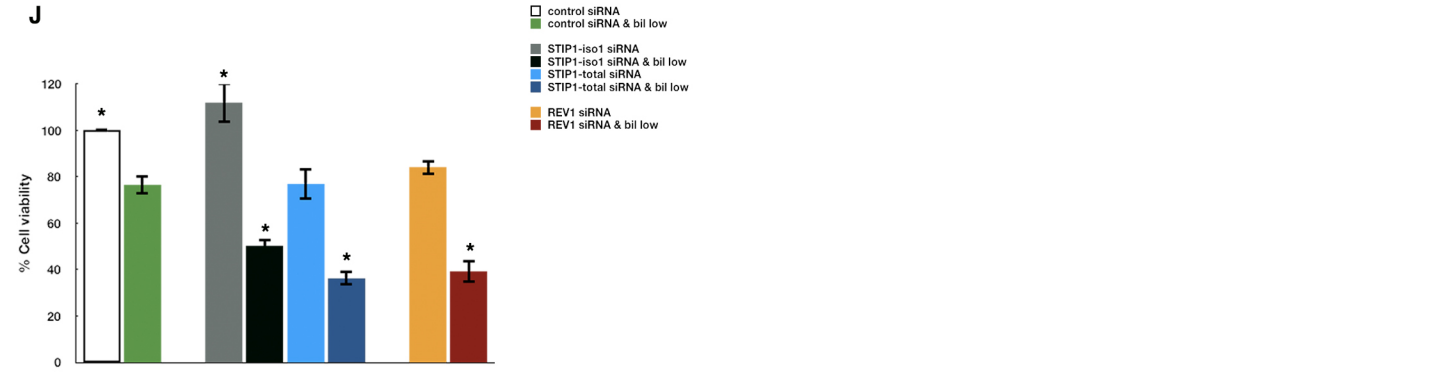 J
control siRNA
control siRNA & bil low
STIP1-iso1 siRNA
STIP1-iso1 siRNA & bil low
STIP1-total siRNA
STIP1-total siRNA & bil low
REV1 siRNA
REV1 siRNA & bil low
% Cell viability
120
100
80
60
40
20
0
*
*
*
*
*